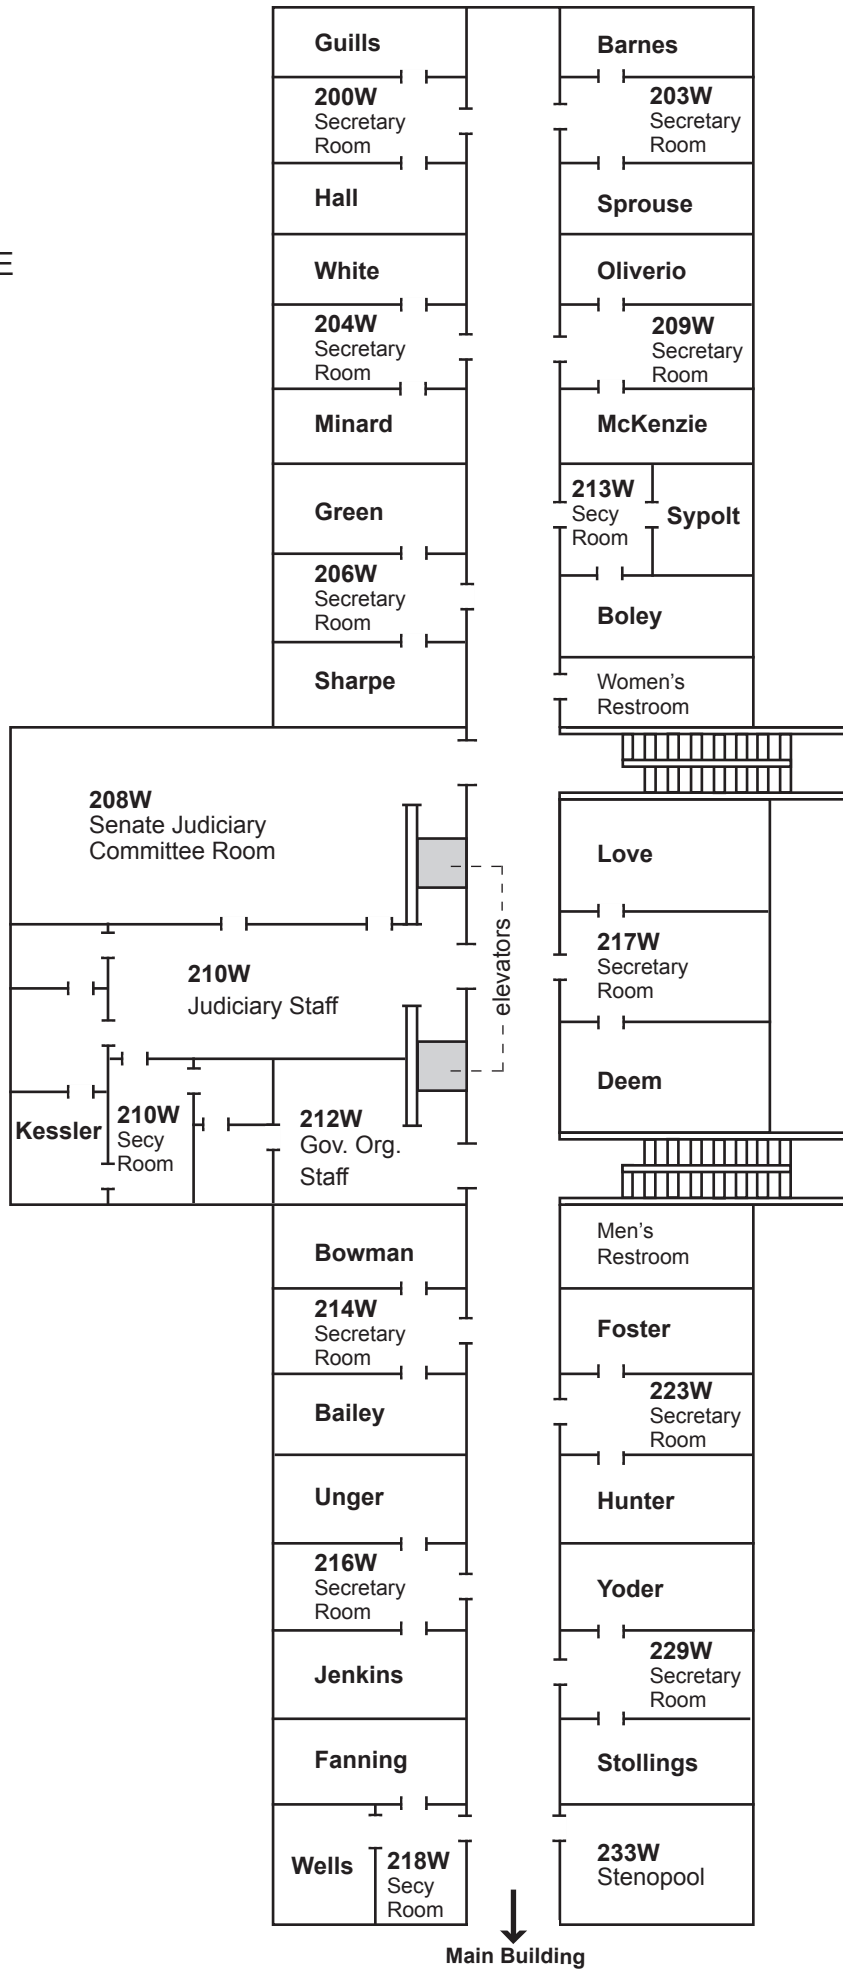 Guills
200W
Secretary
Room
Hall
Barnes
203W
Secretary
Room
Sprouse
E
White
204W
Secretary
Room
Minard
Oliverio
209W
Secretary
Room
McKenzie
Green
206W
Secretary
Room
Sharpe
213W
Secy
Room
Sypolt
Boley
Women's
Restroom
208W
Senate Judiciary
Committee Room
elevators
Love
217W
Secretary
Room
Deem
210W
Judiciary Staff
Kessler
210W
Secy
Room
212W
Gov. Org.
Staff
Men's
Restroom
Bowman
214W
Secretary
Room
Bailey
Foster
223W
Secretary
Room
Hunter
Unger
216W
Secretary
Room
Jenkins
Yoder
229W
Secretary
Room
Stollings
Fanning
Wells
218W
Secy
Room
233W
Stenopool
Main Building